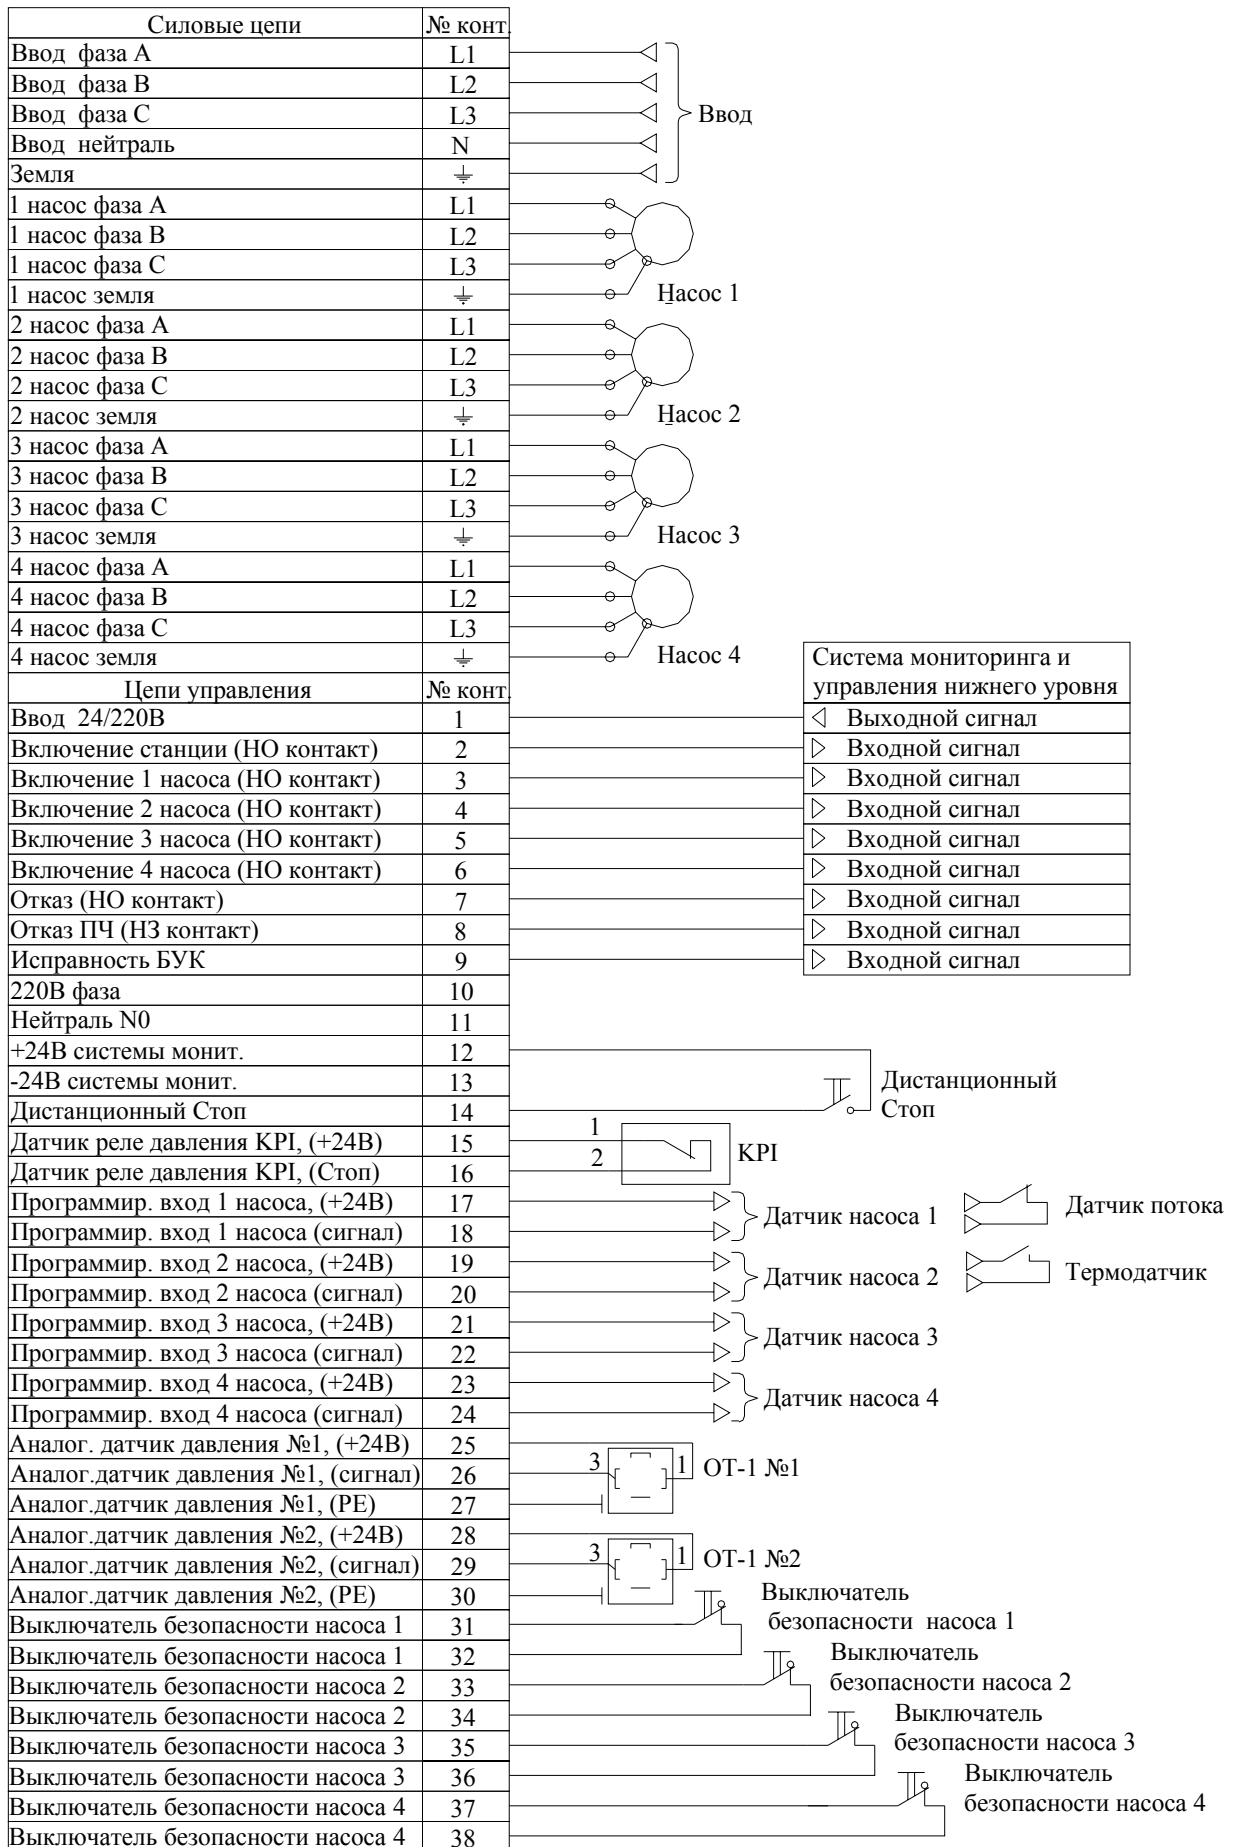 Силовые цепи № конт.
Ввод фаза А L1
Ввод фаза В L2
Ввод фаза С L3
Ввод
Ввод нейтраль N
Земля
1 насос фаза А L1
1 насос фаза В L2
1 насос фаза С L3
1 насос земля
Насос 1
2 насос фаза А L1
2 насос фаза В L2
2 насос фаза С L3
2 насос земля
Насос 2
3 насос фаза А L1
3 насос фаза В L2
3 насос фаза С L3
3 насос земля
Насос 3
4 насос фаза А L1
4 насос фаза В L2
4 насос фаза С L3
4 насос земля
Насос 4
Система мониторинга и
управления нижнего уровня
Цепи управления № конт.
Ввод 24/220В 1 Выходной сигнал
Включение станции (НО контакт) 2 Входной сигнал
Включение 1 насоса (НО контакт) 3 Входной сигнал
Включение 2 насоса (НО контакт) 4 Входной сигнал
Включение 3 насоса (НО контакт) 5 Входной сигнал
Включение 4 насоса (НО контакт) 6 Входной сигнал
Отказ (НО контакт) 7 Входной сигнал
Отказ ПЧ (НЗ контакт) 8 Входной сигнал
Исправность БУК 9 Входной сигнал
220В фаза 10
Нейтраль N0 11
+24В системы монит. 12
-24В системы монит. 13
Дистанционный Стоп 14
Дистанционный
Стоп
Датчик реле давления KPI, (+24В) 15 1
Датчик реле давления KPI, (Стоп) 16 2
KPI
Программир. вход 1 насоса, (+24В) 17
Программир. вход 1 насоса (сигнал) 18
Датчик насоса 1
Датчик потока
Программир. вход 2 насоса, (+24В) 19
Программир. вход 2 насоса (сигнал) 20
Датчик насоса 2
Термодатчик
Программир. вход 3 насоса, (+24В) 21
Программир. вход 3 насоса (сигнал) 22
Датчик насоса 3
Программир. вход 4 насоса, (+24В) 23
Программир. вход 4 насоса (сигнал) 24
Датчик насоса 4
Аналог. датчик давления №1, (+24В) 25
Аналог.датчик давления №1, (сигнал) 26
Аналог.датчик давления №1, (РЕ) 27
3 1 ОТ-1 №1
Аналог.датчик давления №2, (+24В) 28
Аналог.датчик давления №2, (сигнал) 29
Аналог.датчик давления №2, (РЕ) 30
3 1 ОТ-1 №2
Выключатель безопасности насоса 1 31
Выключатель безопасности насоса 1 32
Выключатель
безопасности насоса 1
Выключатель безопасности насоса 2 33
Выключатель безопасности насоса 2 34
Выключатель
безопасности насоса 2
Выключатель безопасности насоса 3 35
Выключатель безопасности насоса 3 36
Выключатель
безопасности насоса 3
Выключатель безопасности насоса 4 37
Выключатель безопасности насоса 4 38
Выключатель
безопасности насоса 4